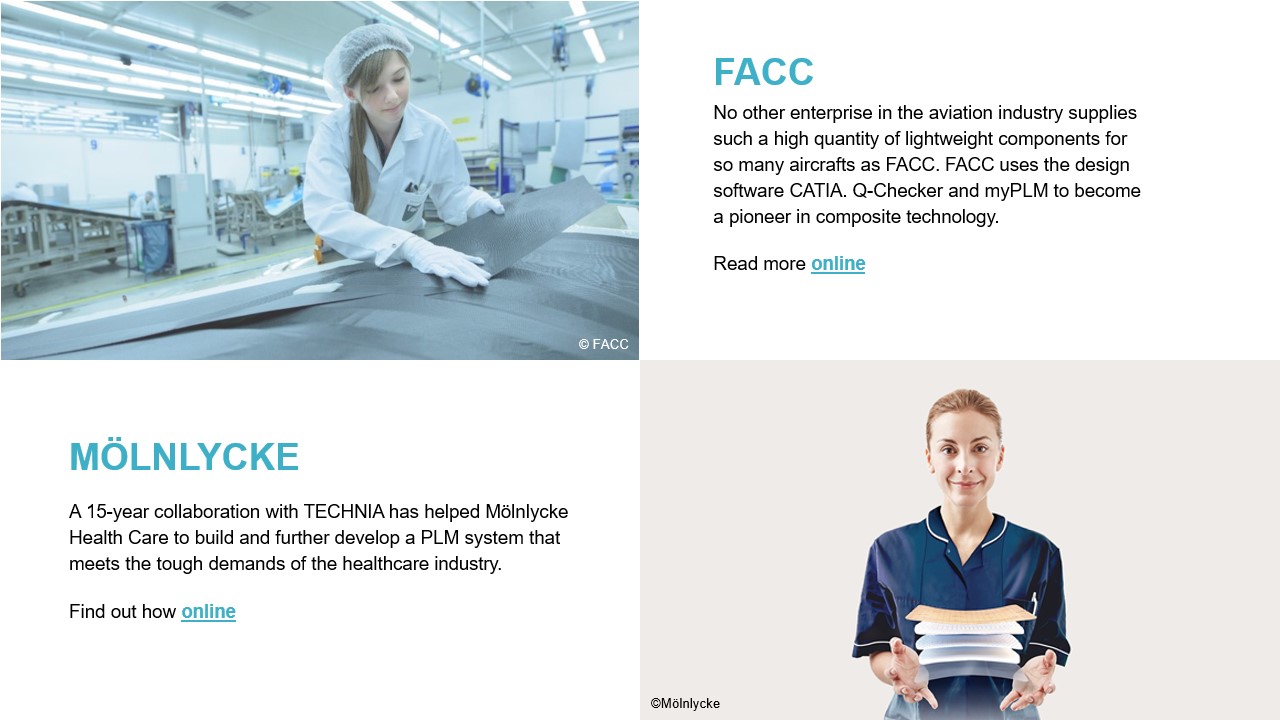 © FACC
FACC
No other enterprise in the aviation industry supplies
such a high quantity of lightweight components for
so many aircrafts as FACC. FACC uses the design
software CATIA. Q-Checker and myPLM to become
a pioneer in composite technology.
Read more online
MÖLNLYCKE
A 15-year collaboration with TECHNIA has helped Mölnlycke
Health Care to build and further develop a PLM system that
meets the tough demands of the healthcare industry.
Find out how online
©Mölnlycke